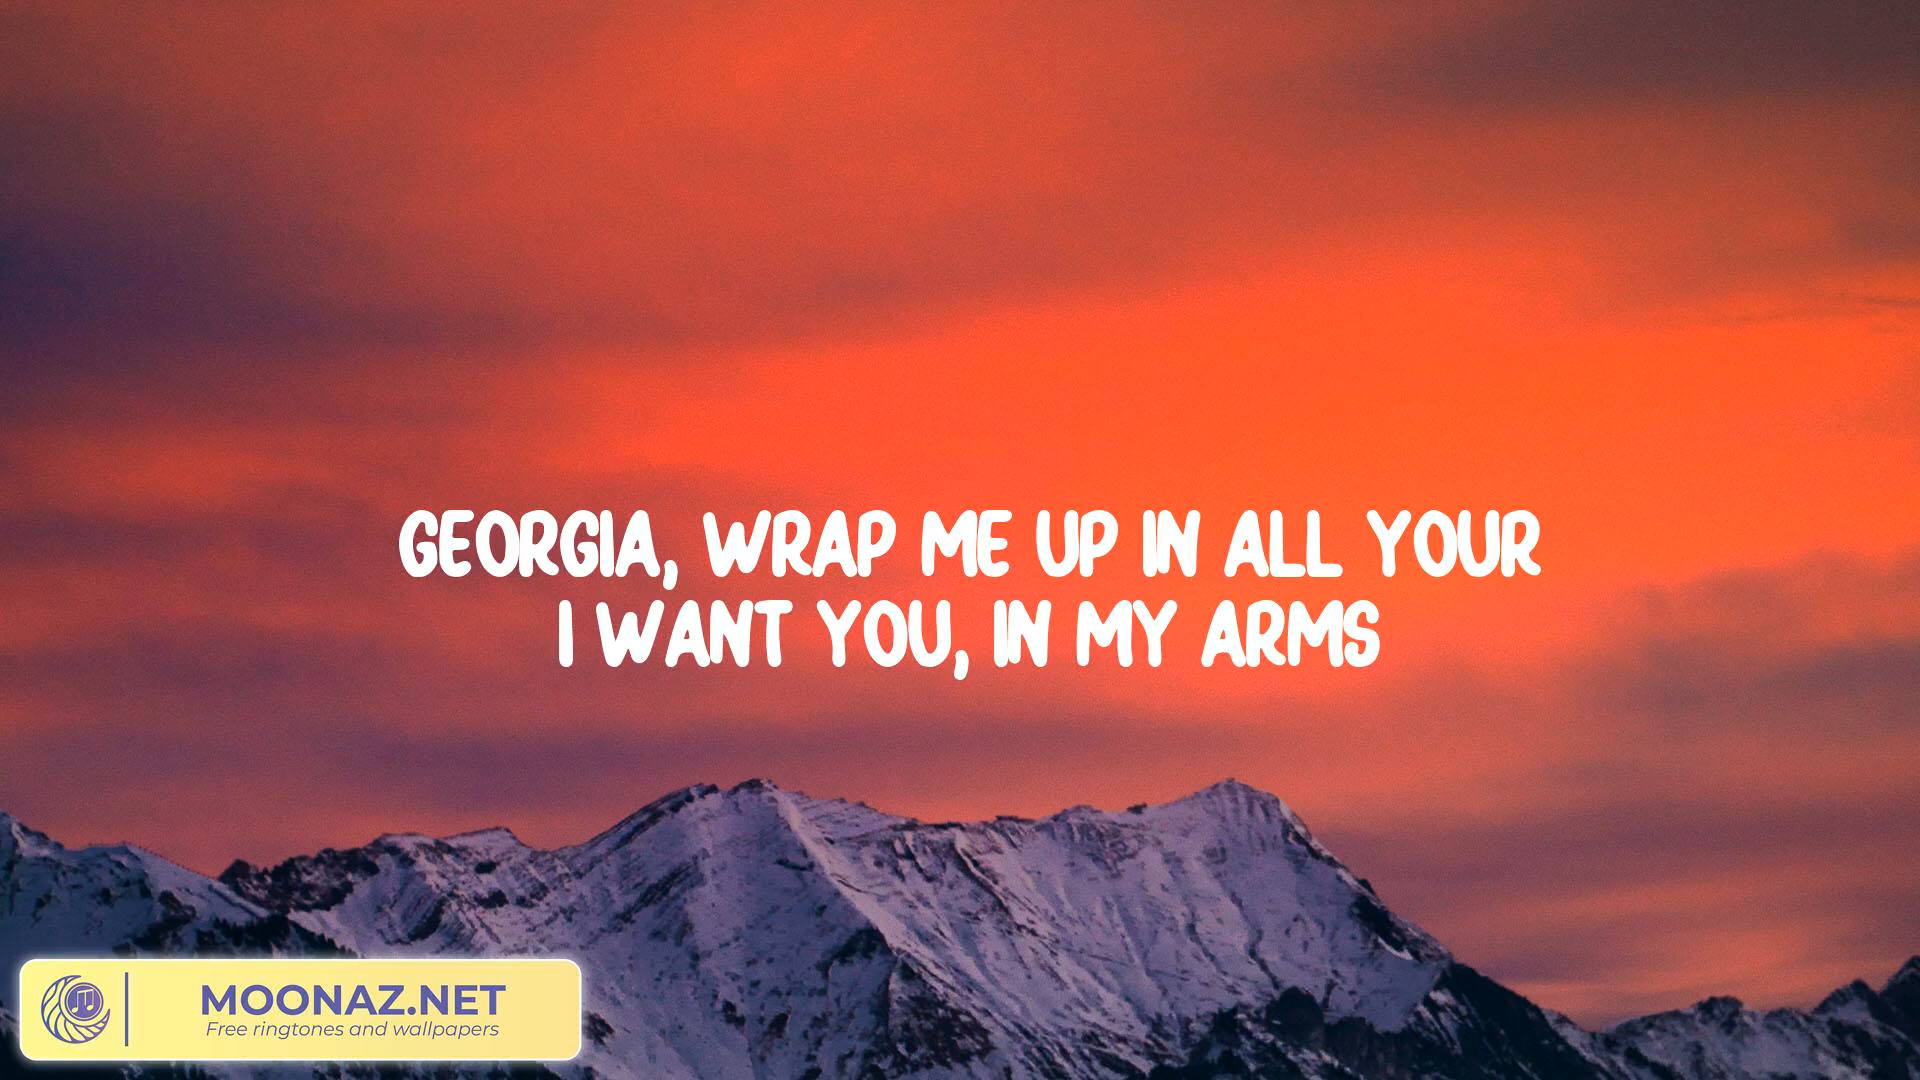 GEORGIA, WRAP ME UP IN ALL YOUR
I WANT YOU, IN MY ARMS
MOONAZ.NET
Free ringtones and wallpapers